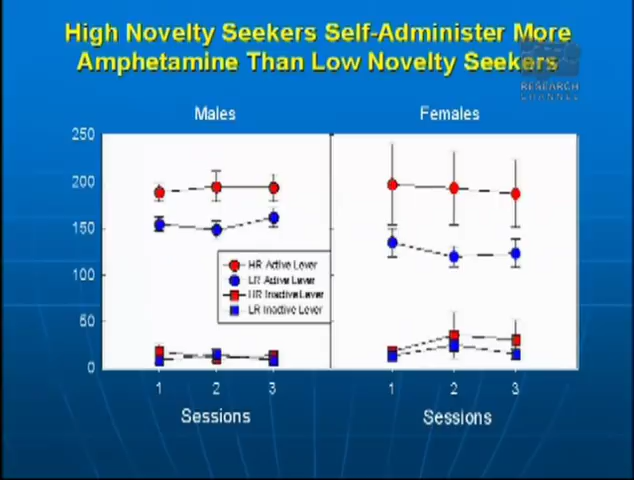 High Novelty Seekers Self-Administer More
Amphetamine Than Low Novelty Seekers
RESEARCH
CHANNEL
Males
Females
250
200
150
100
50
0
HR Active Lever
LR Active Lever
HR Inactive Lever
LR Inactive Lever
1 2 3
1 2 3
Sessions
Sessions